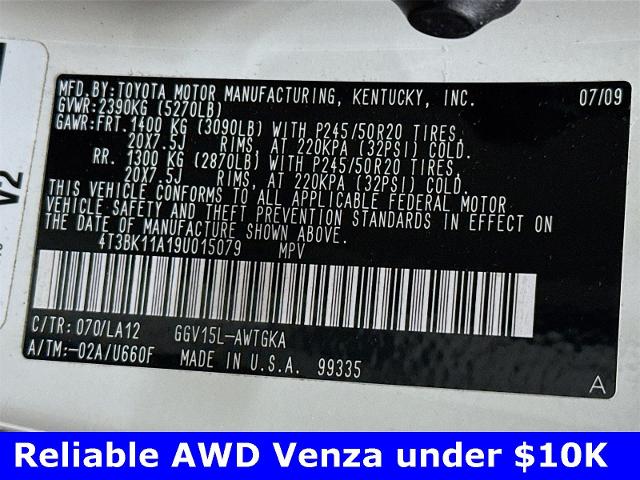 MFD.BY:TOYOTA MOTOR MANUFACTURING, KENTUCKY, INC. 07/09
GVWR:2390KG (5270LB)
GAWR:FRT.1400 KG (3090LB) WITH P245/50R20 TIRES,
20X7.5J RIMS, AT 220KPA (32PSI) COLD.
RR. 1300 KG (2870LB) WITH P245/50R20 TIRES,
20X7.5J RIMS, AT 220KPA (32PSI) COLD.
THIS VEHICLE CONFORMS TO ALL APPLICABLE FEDERAL MOTOR
VEHICLE SAFETY AND THEFT PREVENTION STANDARDS IN EFFECT ON
THE DATE OF MANUFACTURE SHOWN ABOVE.
4T3BK11A19U015079 MPV
C/TR: 070/LA12 GGV15L-AWTGKA
A/TM:-02A/U660F MADE IN U.S.A. 99335
A
V2
Reliable AWD Venza under $10K